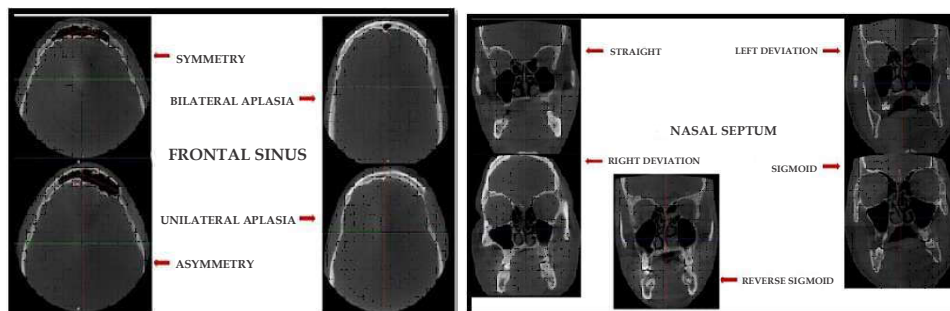 SYMMETRY
BILATERAL APLASIA
FRONTAL SINUS
UNILATERAL APLASIA
ASYMMETRY
STRAIGHT
LEFT DEVIATION
NASAL SEPTUM
RIGHT DEVIATION
SIGMOID
REVERSE SIGMOID